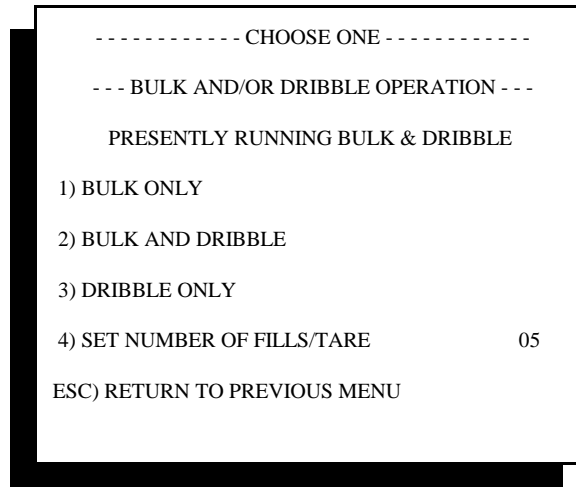 - - - - - - - - - - - - CHOOSE ONE - - - - - - - - - - - -
- - - BULK AND/OR DRIBBLE OPERATION - - -
PRESENTLY RUNNING BULK & DRIBBLE
1) BULK ONLY
2) BULK AND DRIBBLE
3) DRIBBLE ONLY
4) SET NUMBER OF FILLS/TARE 05
ESC) RETURN TO PREVIOUS MENU